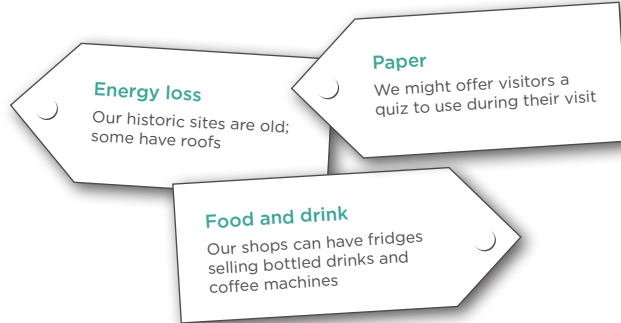 Energy loss
Our historic sites are old;
some have roofs
Paper
We might offer visitors a
quiz to use during their visit
Food and drink
Our shops can have fridges
selling bottled drinks and
coffee machines